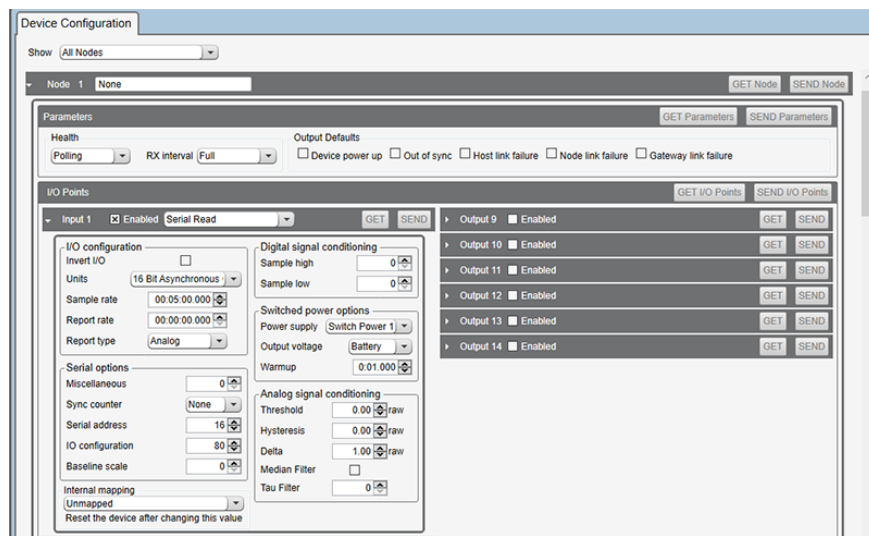 Device Configuration
Show All Nodes
Node 1 None GET Node SEND Node
Parameters GET Parameters SEND Parameters
Health Output Defaults
Polling RX interval Full Device power up Out of sync Host link failure Node link failure Gateway link failure
I/O Points GET I/O Points SEND I/O Points
Input 1 Enabled Serial Read GET SEND
I/O configuration
Invert I/O
Units 16 Bit Asynchronous
Sample rate 00:05:00.000
Report rate 00:00:00.000
Report type Analog
Serial options
Miscellaneous 0
Sync counter None
Serial address 16
IO configuration 80
Baseline scale 0
Internal mapping
Unmapped
Reset the device after changing this value
Digital signal conditioning
Sample high 0
Sample low 0
Switched power options
Power supply Switch Power 1
Output voltage Battery
Warmup 0:01.000
Analog signal conditioning
Threshold 0.00 raw
Hysteresis 0.00 raw
Delta 1.00 raw
Median Filter
Tau Filter 0
Output 9 Enabled GET SEND
Output 10 Enabled GET SEND
Output 11 Enabled GET SEND
Output 12 Enabled GET SEND
Output 13 Enabled GET SEND
Output 14 Enabled GET SEND